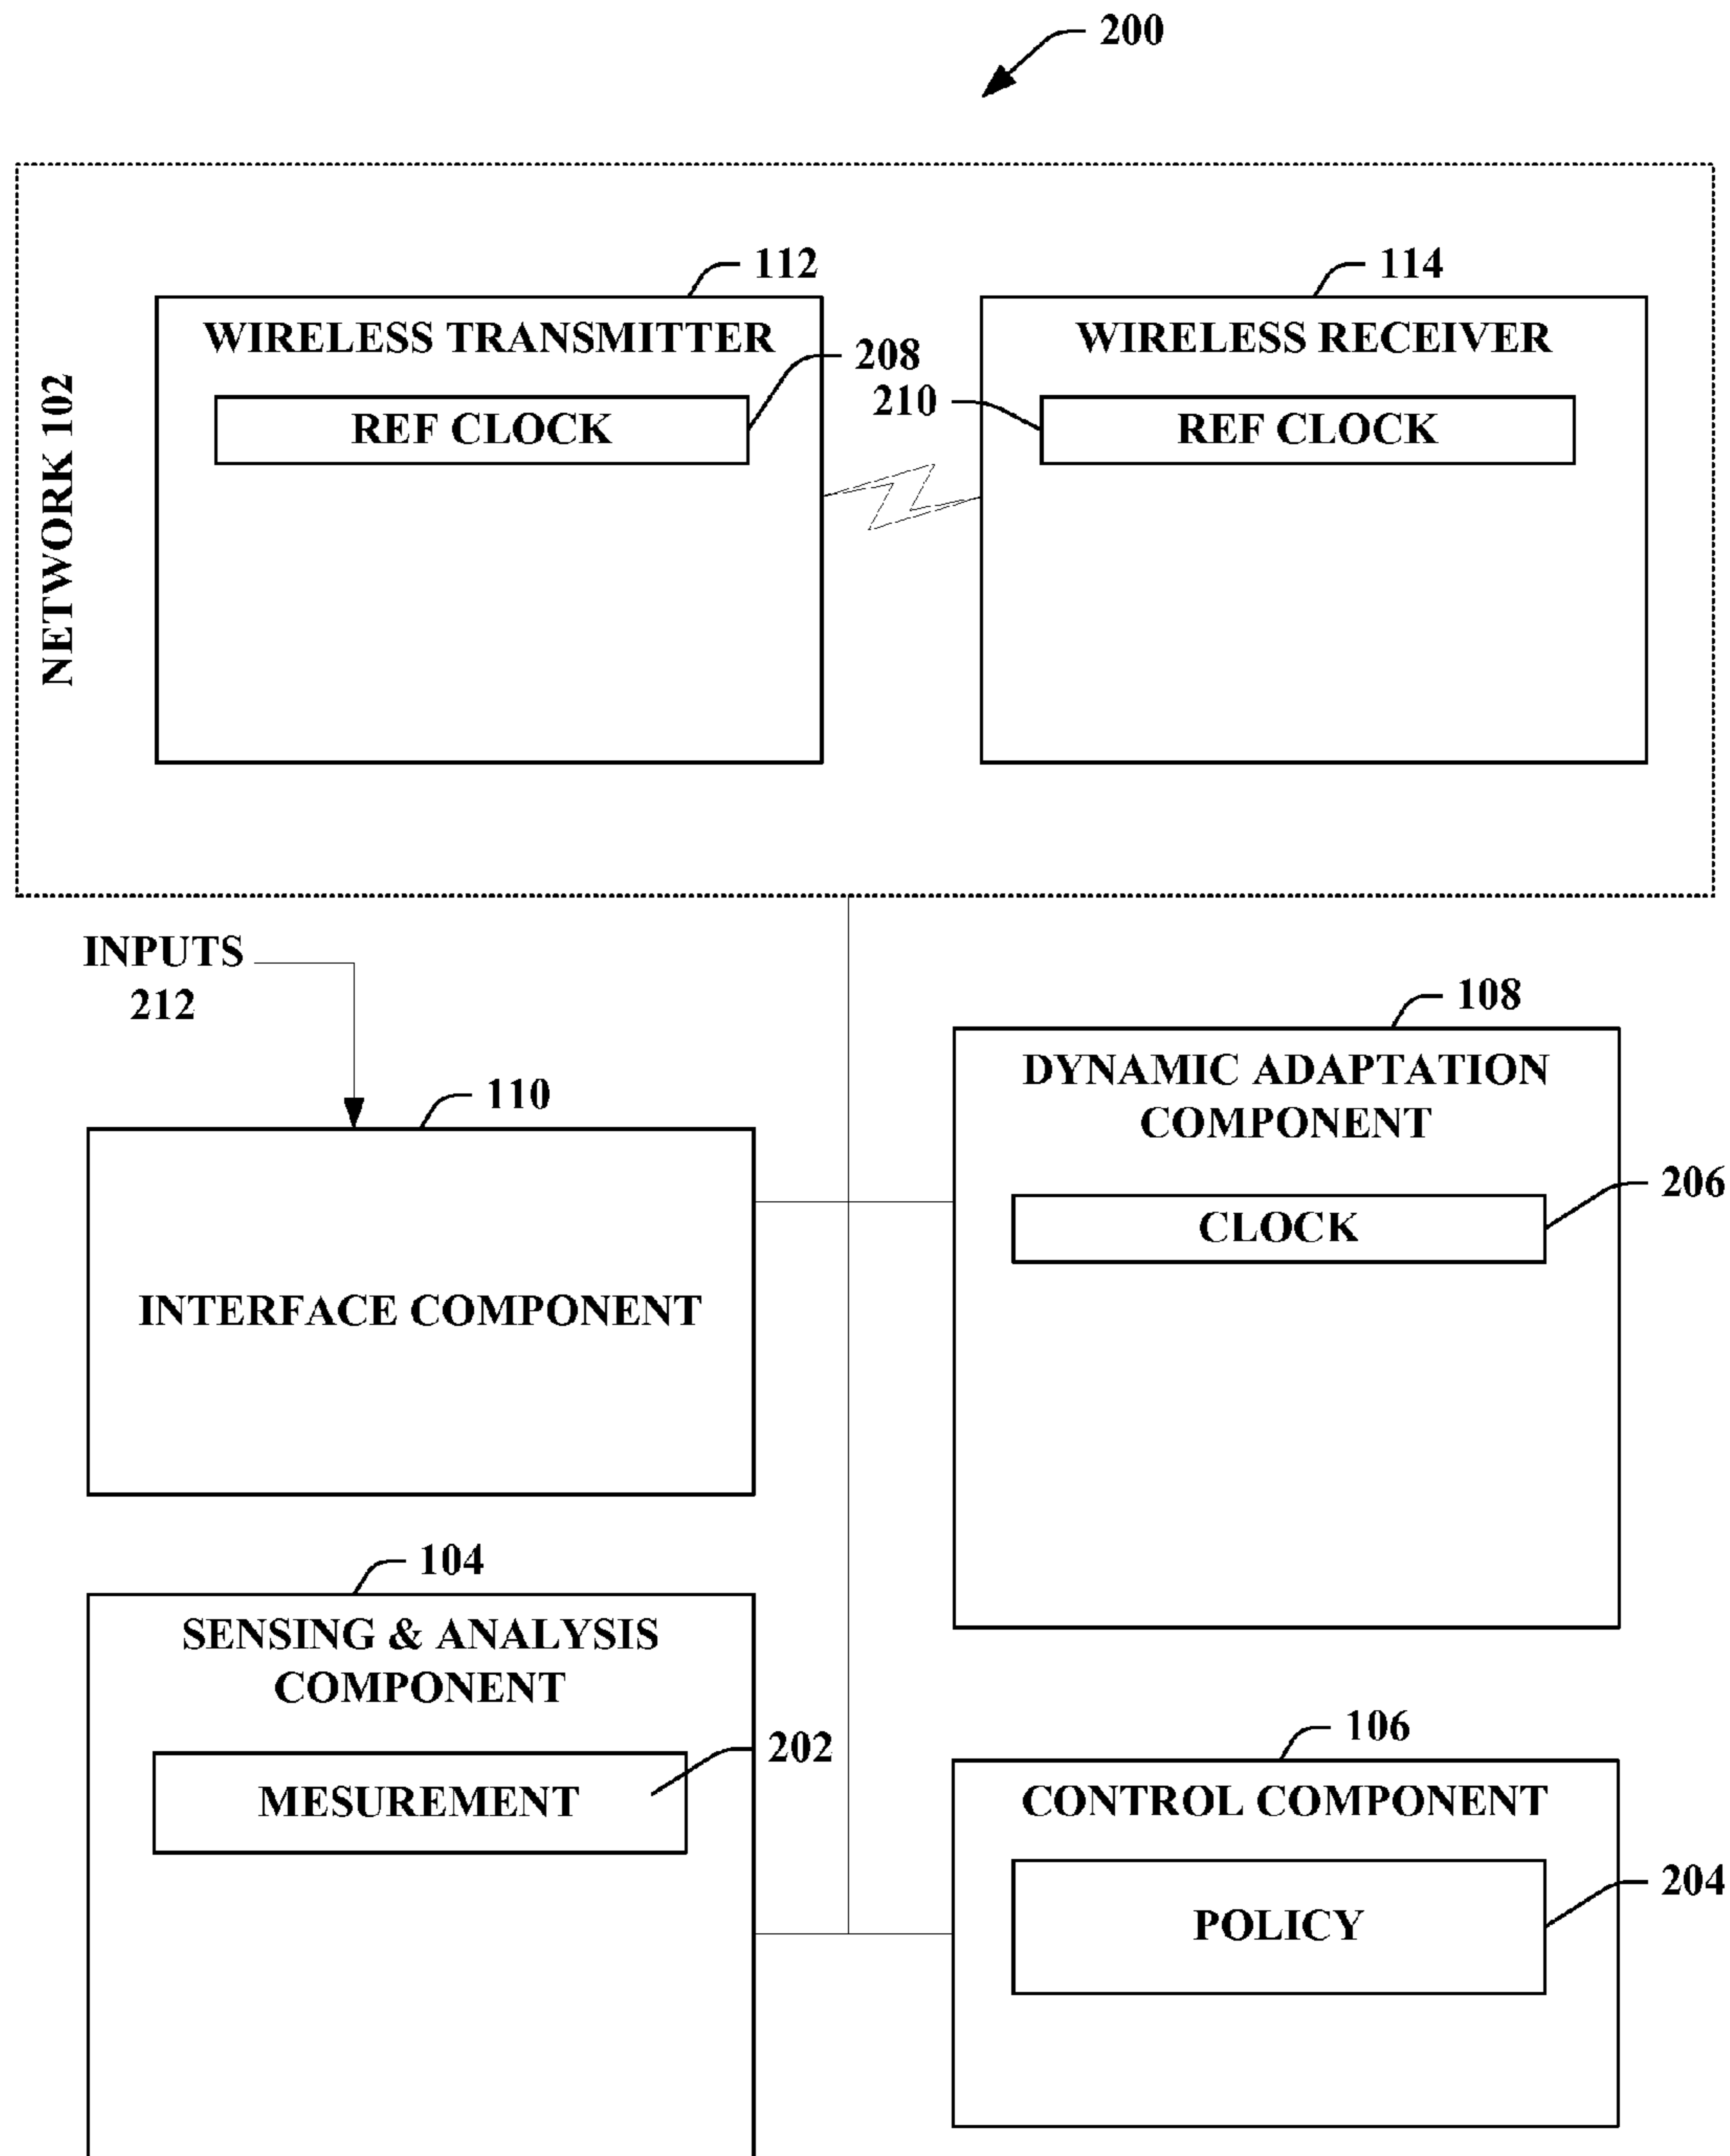 200
NETWORK 102
112
WIRELESS TRANSMITTER
208
REF CLOCK
114
WIRELESS RECEIVER
210
REF CLOCK
INPUTS
212
110
INTERFACE COMPONENT
108
DYNAMIC ADAPTATION
COMPONENT
206
CLOCK
104
SENSING & ANALYSIS
COMPONENT
202
MESUREMENT
106
CONTROL COMPONENT
204
POLICY